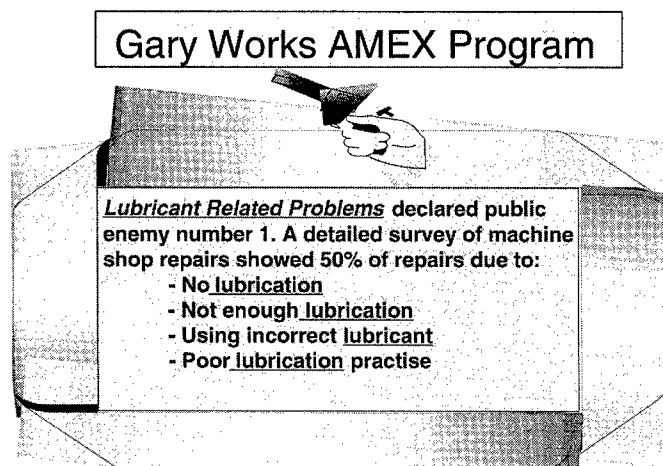 Gary Works AMEX Program
Lubricant Related Problems declared public
enemy number 1. A detailed survey of machine
shop repairs showed 50% of repairs due to:
- No lubrication
- Not enough lubrication
- Using incorrect lubricant
- Poor lubrication practise